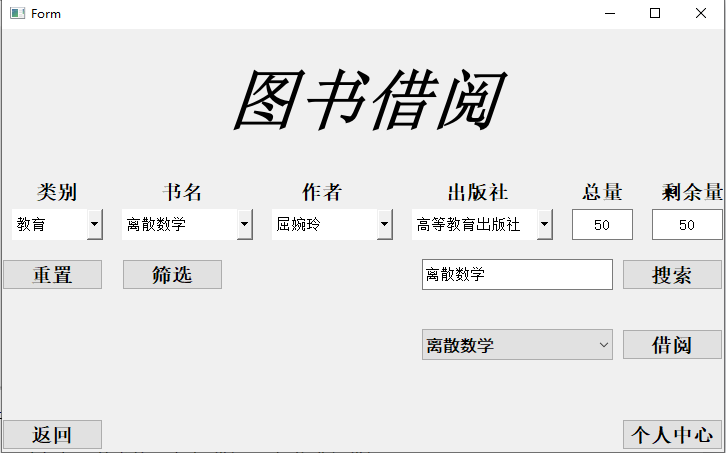 Form
图书借阅
类别 书名 作者 出版社 总量 剩余量
教育 离散数学 屈婉玲 高等教育出版社 50 50
重置 筛选 离散数学 搜索
离散数学 借阅
返回 个人中心